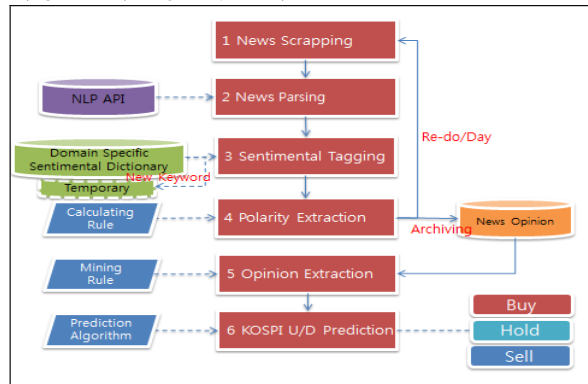 1 News Scrapping
NLP API
2 News Parsing
Re-do/Day
Domain Specific
Sentimental Dictionary
3 Sentimental Tagging
New Keyword
Temporary
Calculating
Rule
4 Polarity Extraction
News Opinion
Archiving
Mining
Rule
5 Opinion Extraction
Buy
Prediction
Algorithm
6 KOSPI U/D Prediction
Hold
Sell